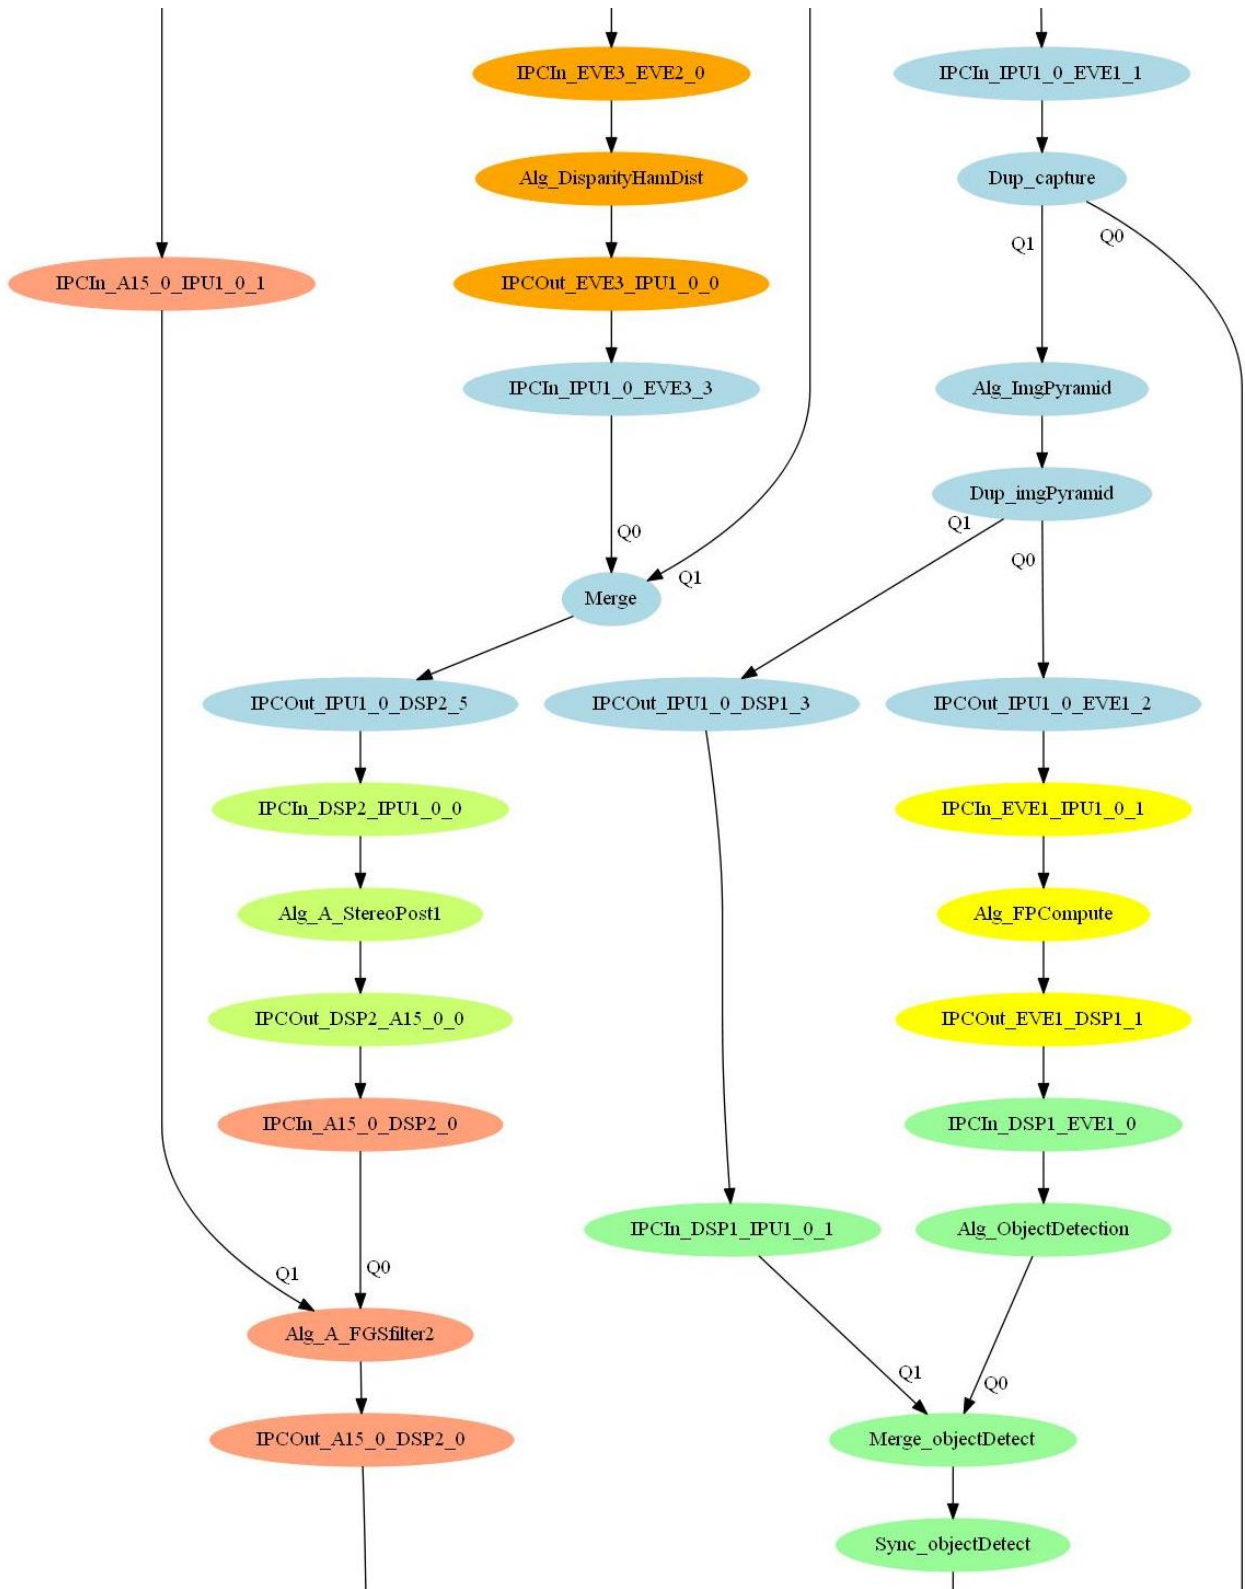 IPCIn_EVE3_EVE2_0
IPCIn_IPU1_0_EVE1_1
Alg_DisparityHamDist
Dup_capture
Q1
Q0
IPCIn_A15_0_IPU1_0_1
IPCOut_EVE3_IPU1_0_0
IPCIn_IPU1_0_EVE3_3
Alg_ImgPyramid
Dup_imgPyramid
Q0
Q1
Q0
Q1
Merge
IPCOut_IPU1_0_DSP2_5
IPCOut_IPU1_0_DSP1_3
IPCOut_IPU1_0_EVE1_2
IPCIn_DSP2_IPU1_0_0
IPCIn_EVE1_IPU1_0_1
Alg_A_StereoPost1
Alg_FPCompute
IPCOut_DSP2_A15_0_0
IPCOut_EVE1_DSP1_1
IPCIn_A15_0_DSP2_0
IPCIn_DSP1_EVE1_0
IPCIn_DSP1_IPU1_0_1
Alg_ObjectDetection
Q1
Q0
Alg_A_FGSfilter2
Q1
Q0
IPCOut_A15_0_DSP2_0
Merge_objectDetect
Sync_objectDetect